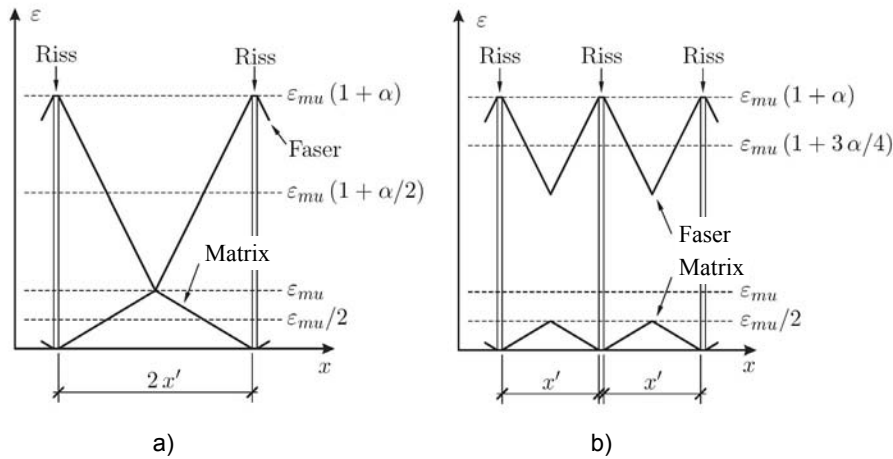 ε
Riss
Riss
ε_mu (1 + α)
Faser
ε_mu (1 + α/2)
Matrix
ε_mu
ε_mu/2
x
2 x′
a)
ε
Riss
Riss
Riss
ε_mu (1 + α)
ε_mu (1 + 3 α/4)
Faser
Matrix
ε_mu
ε_mu/2
x
x′
x′
b)